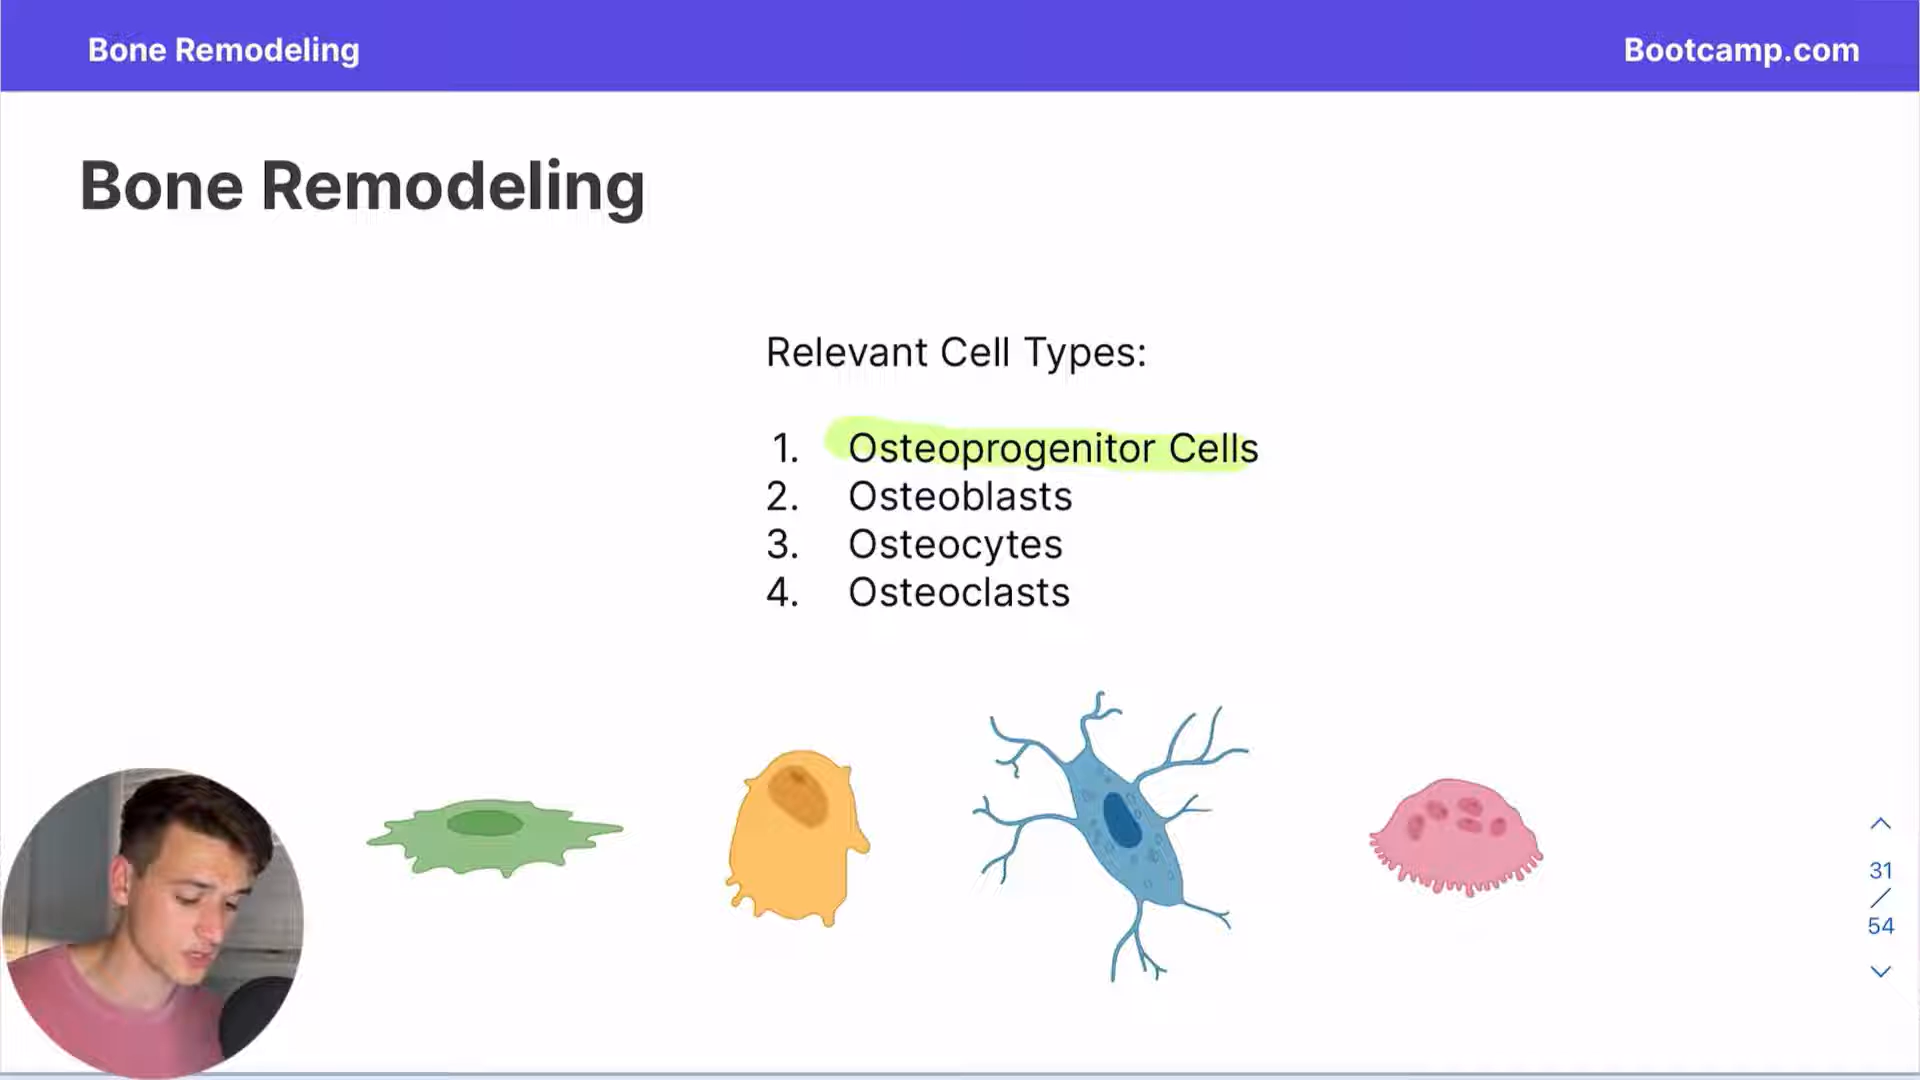 Bone Remodeling
Bootcamp.com
Bone Remodeling
Relevant Cell Types:
1. Osteoprogenitor Cells
2. Osteoblasts
3. Osteocytes
4. Osteoclasts
31
/
54